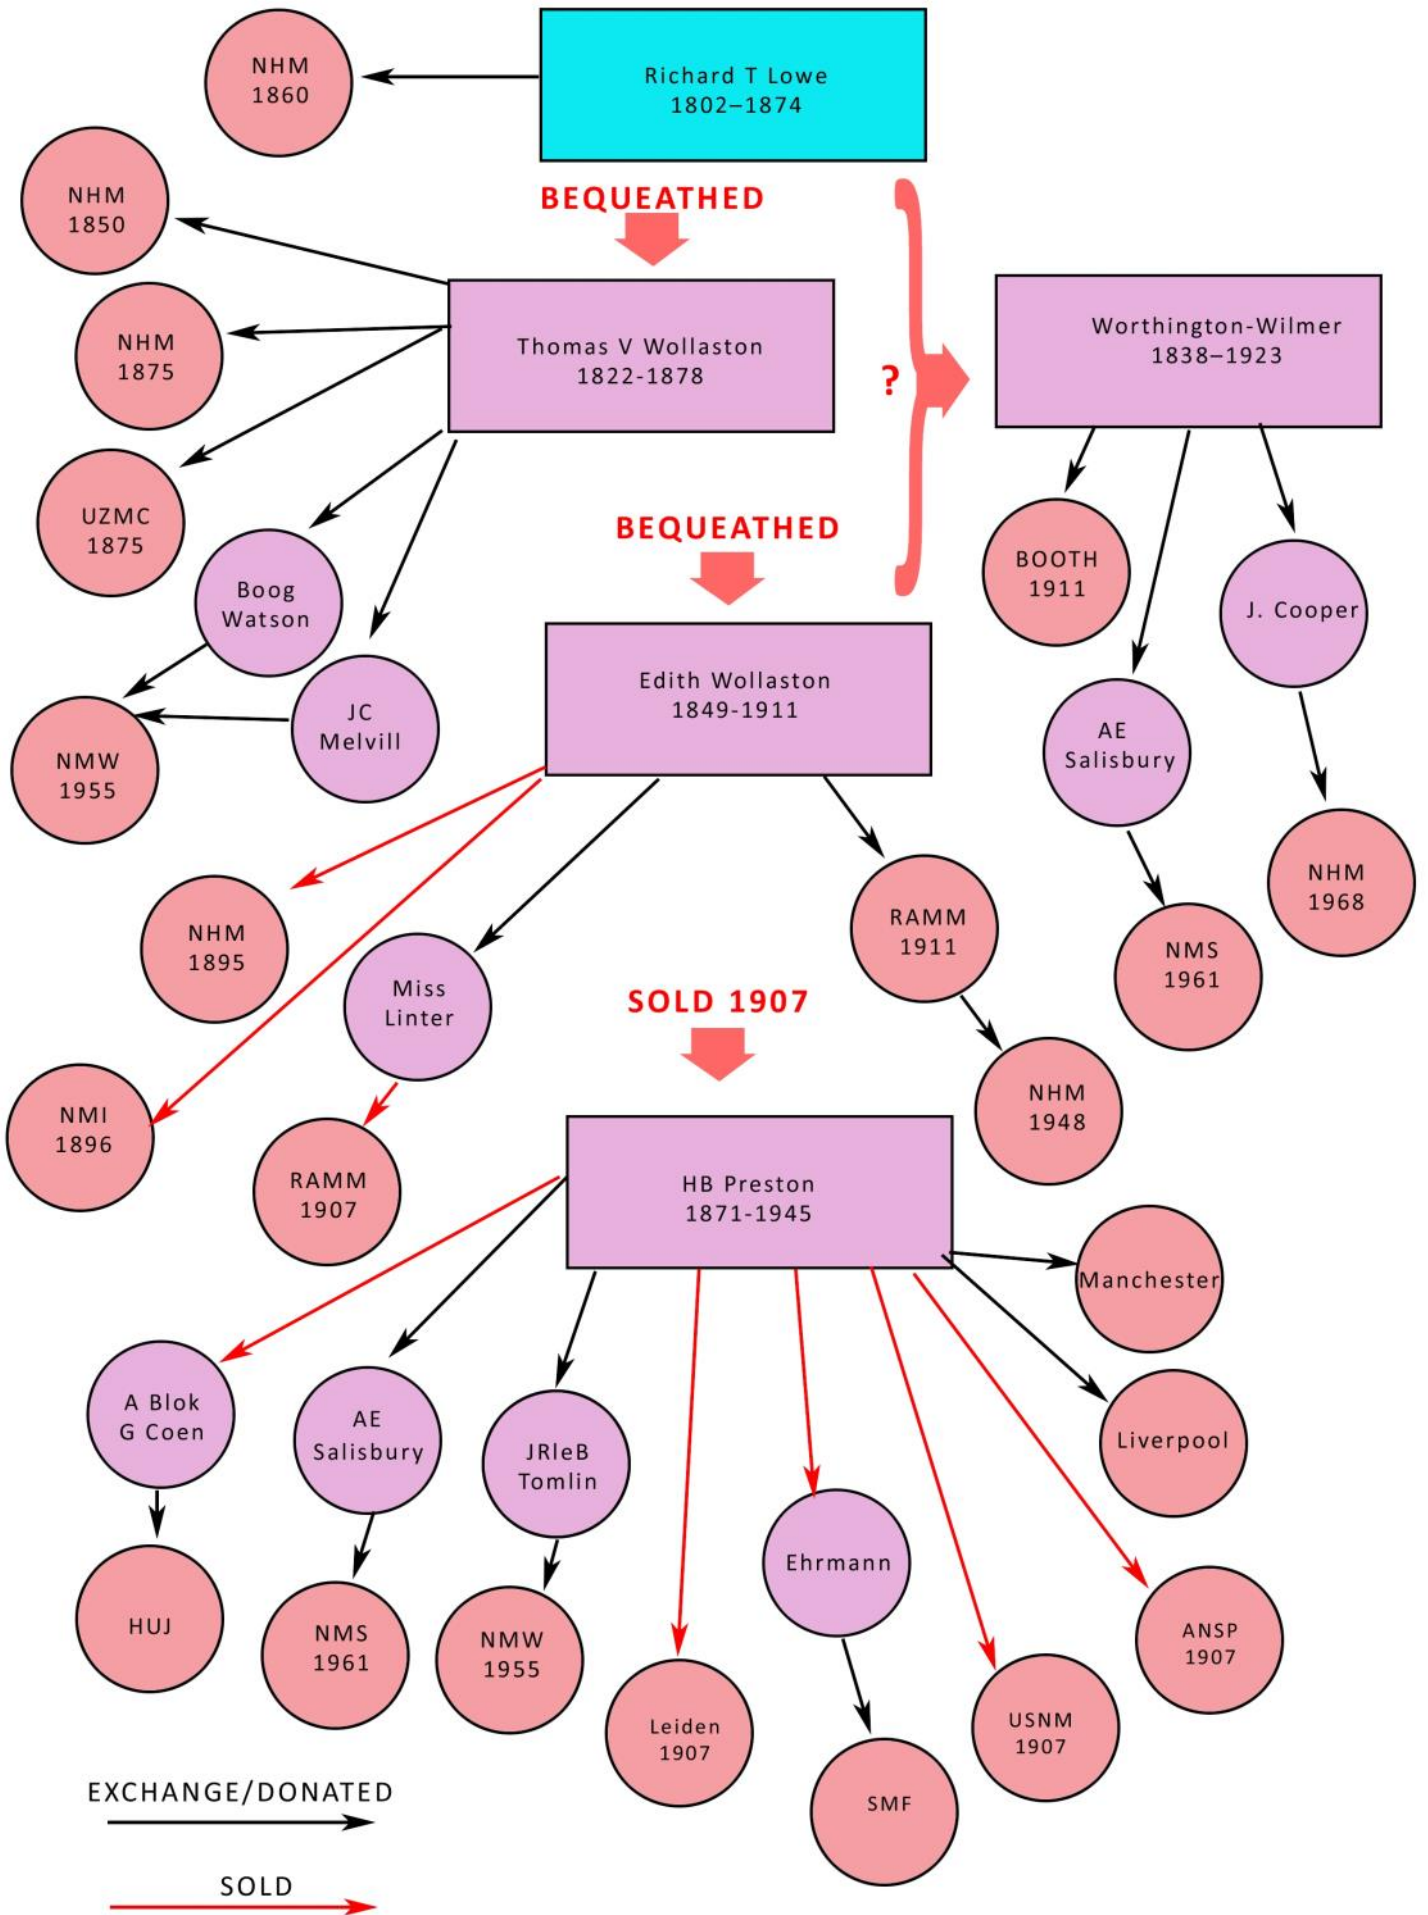 NHM
1860
Richard T Lowe
1802–1874
NHM
1850
BEQUEATHED
NHM
1875
Thomas V Wollaston
1822-1878
?
Worthington-Wilmer
1838–1923
UZMC
1875
Boog
Watson
BEQUEATHED
BOOTH
1911
J. Cooper
JC
Melvill
NMW
1955
Edith Wollaston
1849-1911
AE
Salisbury
NHM
1895
Miss
Linter
RAMM
1911
NHM
1968
NMS
1961
SOLD 1907
NMI
1896
RAMM
1907
NHM
1948
HB Preston
1871-1945
Manchester
A Blok
G Coen
AE
Salisbury
JRleB
Tomlin
Liverpool
Ehrmann
HUJ
NMS
1961
NMW
1955
ANSP
1907
Leiden
1907
USNM
1907
SMF
EXCHANGE/DONATED
SOLD